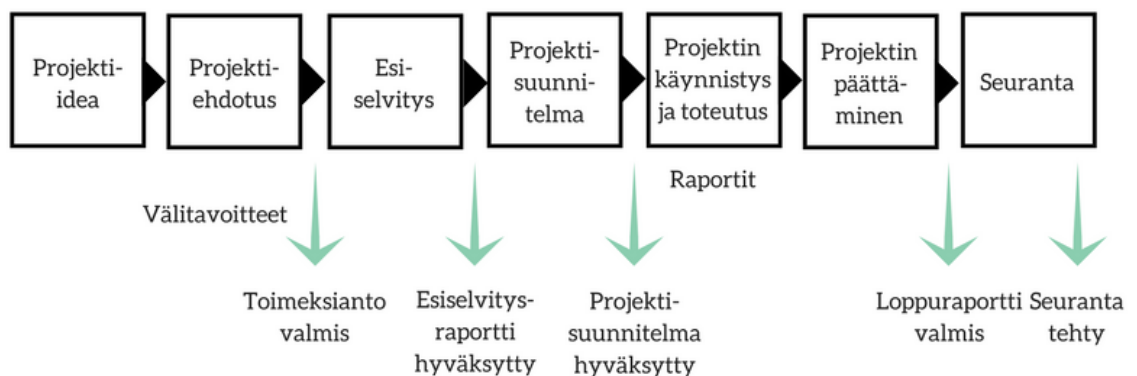 Projekti-
idea
Projekti-
ehdotus
Esi-
selvitys
Projekti-
suunni-
telma
Projektin
käynnistys
ja toteutus
Projektin
päättä-
minen
Seuranta
Raportit
Välitavoitteet
Toimeksianto
valmis
Esiselvitys-
raportti
hyväksytty
Projekti-
suunnitelma
hyväksytty
Loppuraportti
valmis
Seuranta
tehty